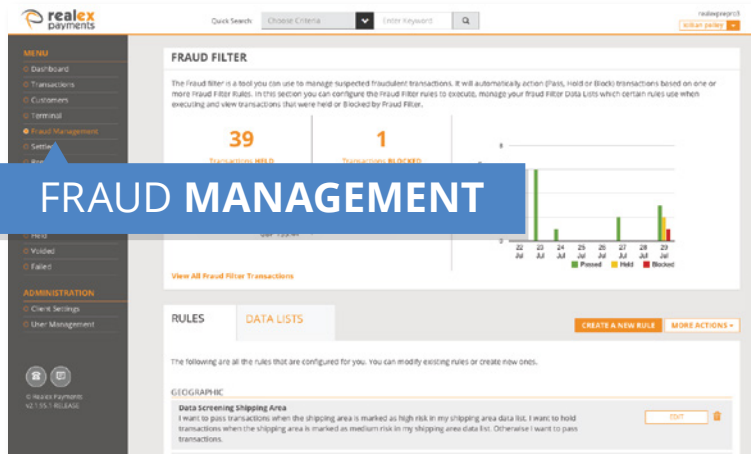 realex
payments
Quick Search:
Choose Criteria
Enter Keyword
realexprepro3
killian pelley
MENU
Dashboard
Transactions
Customers
Terminal
Fraud Management
Settled
Held
Voided
Failed
ADMINISTRATION
Client Settings
User Management
© Realex Payments
v2.1.55.1-RELEASE
FRAUD FILTER
The Fraud filter is a tool you can use to manage suspected fraudulent transactions. It will automatically action (Pass, Hold or Block) transactions based on one or
more Fraud Filter Rules. In this section you can configure the Fraud Filter rules to execute, manage your fraud Filter Data Lists which certain rules use when
executing and view transactions that were held or Blocked by Fraud Filter.
39
Transactions HELD
1
Transactions BLOCKED
8
0
22 23 24 25 26 27 28 29
Jul Jul Jul Jul Jul Jul Jul Jul
Passed Held Blocked
FRAUD MANAGEMENT
View All Fraud Filter Transactions
RULES
DATA LISTS
CREATE A NEW RULE
MORE ACTIONS
The following are all the rules that are configured for you. You can modify existing rules or create new ones.
GEOGRAPHIC
Data Screening Shipping Area
I want to pass transactions when the shipping area is marked as high risk in my shipping area data list. I want to hold
transactions when the shipping area is marked as medium risk in my shipping area data list. Otherwise I want to pass
transactions.
EDIT